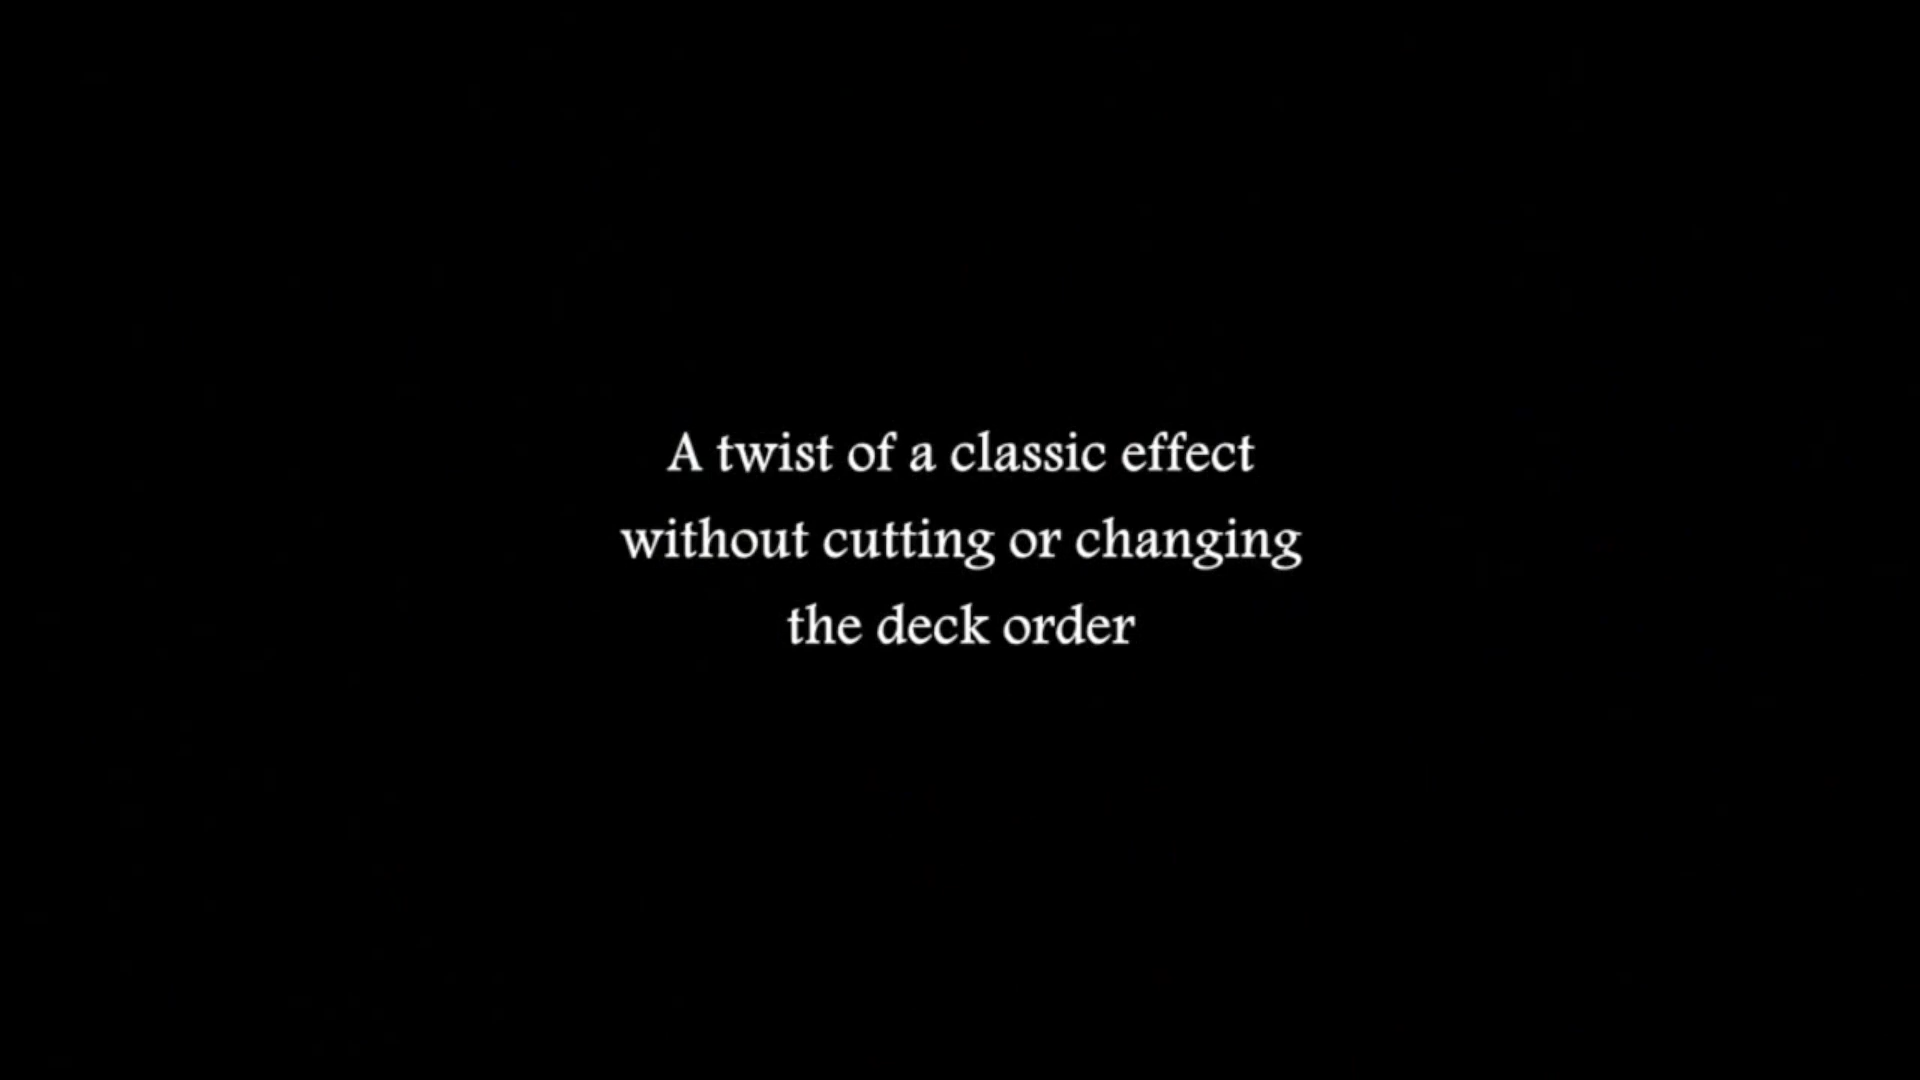 A twist of a classic effect
without cutting or changing
the deck order